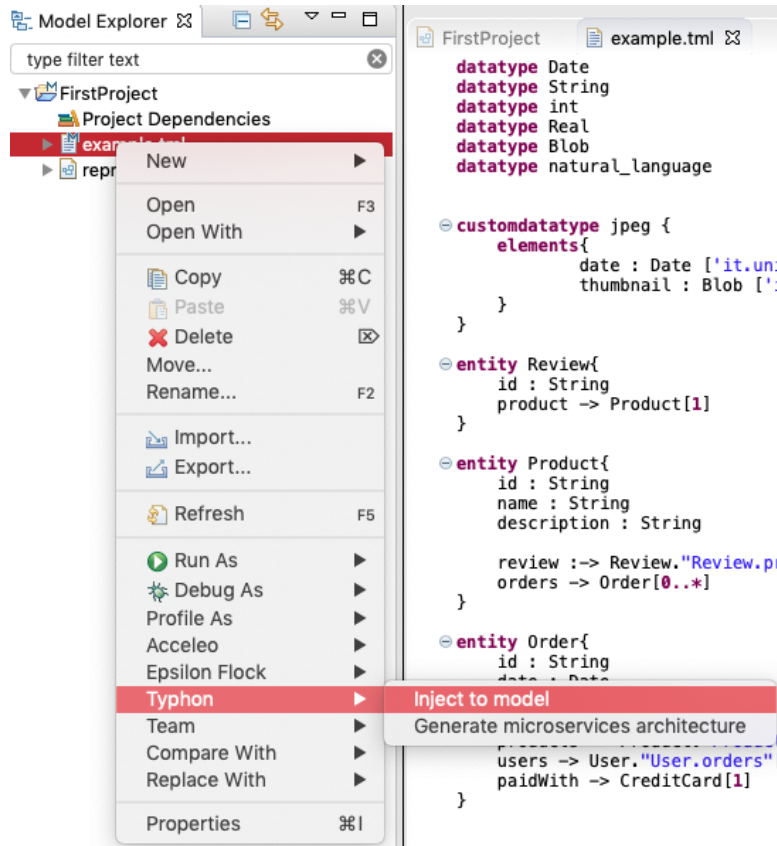 Model Explorer
type filter text
FirstProject
Project Dependencies
example.tml
repr
New
Open F3
Open With
Copy ⌘C
Paste ⌘V
Delete ⌦
Move...
Rename... F2
Import...
Export...
Refresh F5
Run As
Debug As
Profile As
Acceleo
Epsilon Flock
Typhon
Team
Compare With
Replace With
Properties ⌘I
Inject to model
Generate microservices architecture
FirstProject example.tml
datatype Date
datatype String
datatype int
datatype Real
datatype Blob
datatype natural_language
customdatatype jpeg {
elements{
date : Date ['it.uni
thumbnail : Blob ['
}
}
entity Review{
id : String
product -> Product[1]
}
entity Product{
id : String
name : String
description : String
review :-> Review."Review.pr
orders -> Order[0..*]
}
entity Order{
id : String
date : Date
users -> User."User.orders"
paidWith -> CreditCard[1]
}